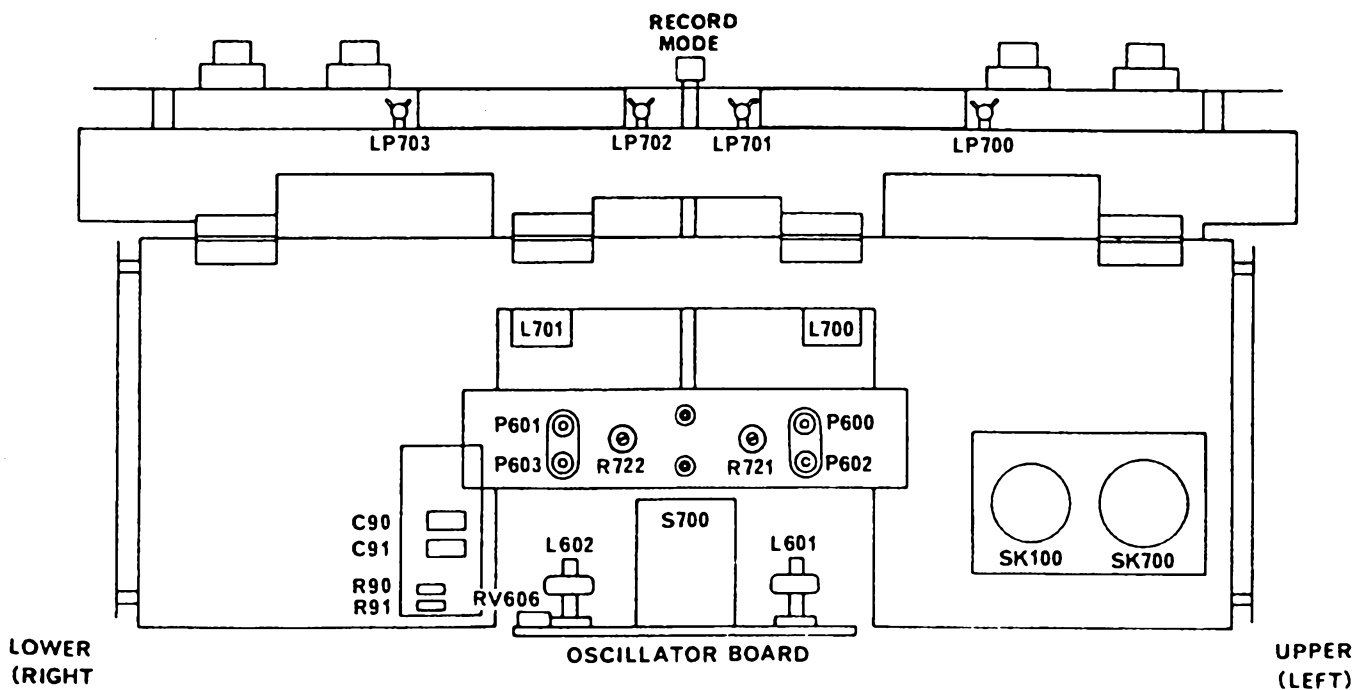 RECORD
MODE
LP703
LP702
LP701
LP700
L701
L700
P601
P600
P603
R722
R721
P602
C90
S700
C91
L602
L601
SK100
SK700
R90
RV606
R91
OSCILLATOR BOARD
LOWER
(RIGHT
UPPER
(LEFT)